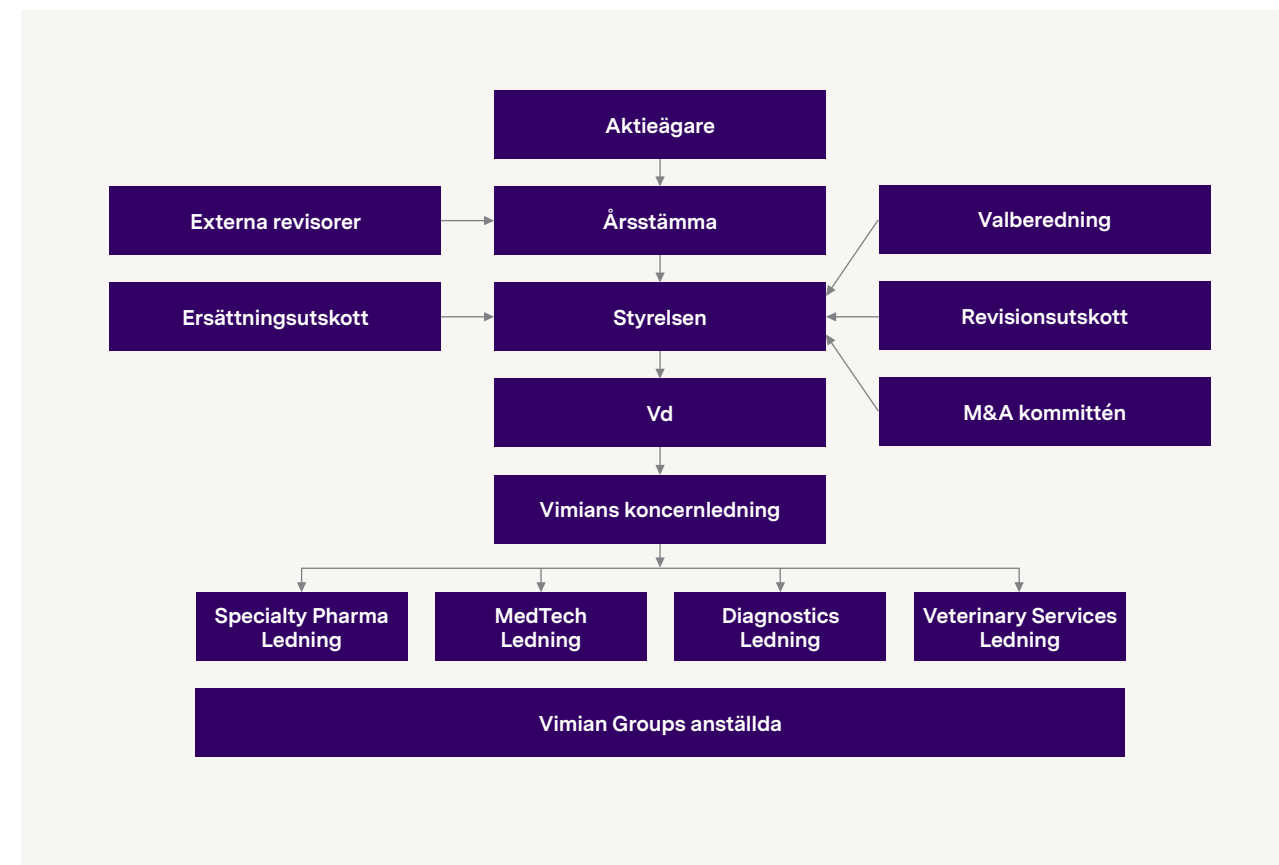 Aktieägare
Externa revisorer
Årsstämma
Valberedning
Ersättningsutskott
Styrelsen
Revisionsutskott
Vd
M&A kommittén
Vimians koncernledning
Specialty Pharma
Ledning
MedTech
Ledning
Diagnostics
Ledning
Veterinary Services
Ledning
Vimian Groups anställda